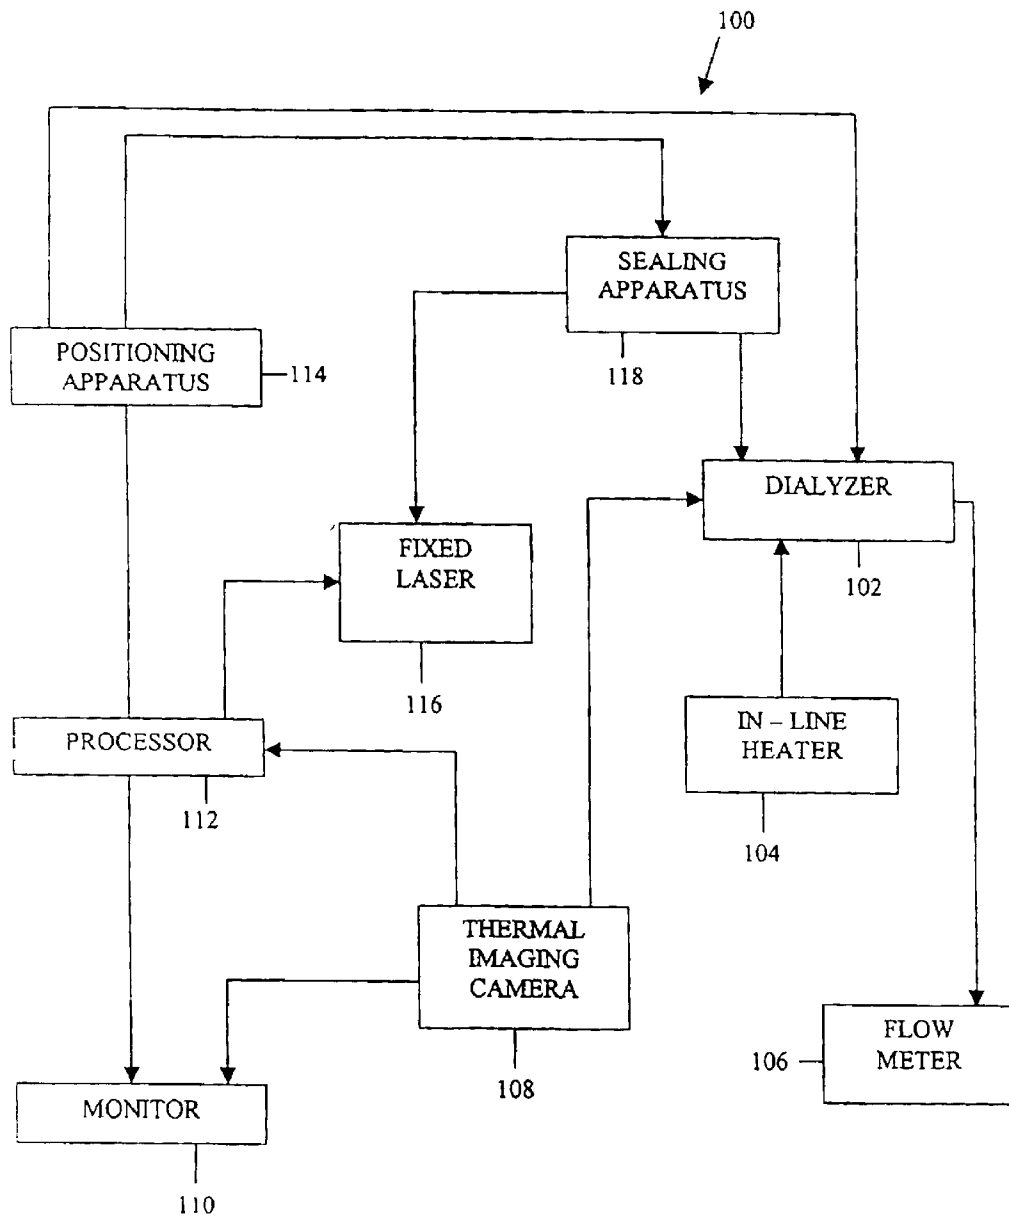 100
SEALING
APPARATUS
118
POSITIONING
APPARATUS
114
DIALYZER
102
FIXED
LASER
116
IN – LINE
HEATER
104
PROCESSOR
112
THERMAL
IMAGING
CAMERA
108
FLOW
METER
106
MONITOR
110